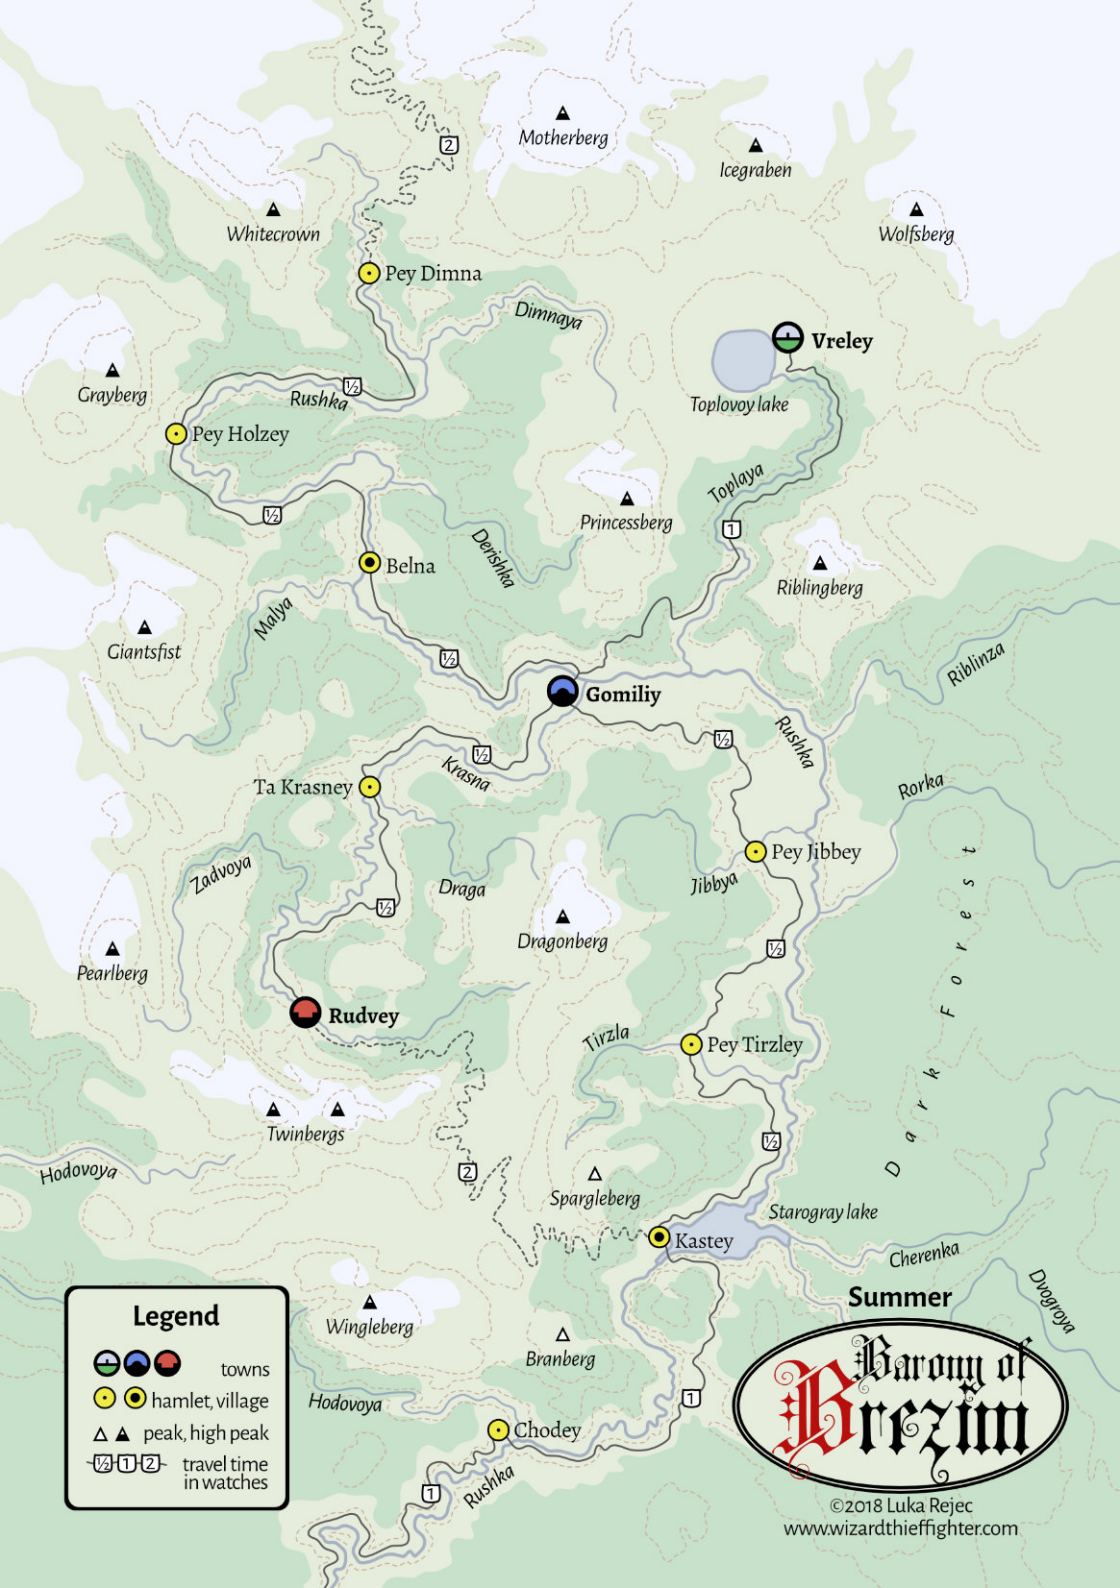 2
Motherberg
Icegraben
Whitecrown
Wolfsberg
Pey Dimna
Dimnaya
Vreley
Grayberg
½
Rushka
Toplovoy lake
Pey Holzey
Toplaya
Princessberg
½
1
Derishka
Belna
Riblingberg
Malya
Giantsfist
½
Riblinza
Gomiliy
Rushka
½
½
Krasna
Ta Krasney
Rorka
Pey Jibbey
Zadvoya
Draga
Jibbya
½
Dragonberg
½
Pearlberg
Dark Forest
Rudvey
Tirzla
Pey Tirzley
Twinbergs
½
Hodovoya
2
Spargleberg
Starogray lake
Kastey
Cherenka
Dvogroya
Wingleberg
Branberg
Hodovoya
1
Chodey
Rushka
1
Legend
towns
hamlet, village
peak, high peak
½ 1 2 travel time
in watches
Summer
Barony of
Brezim
©2018 Luka Rejec
www.wizardthieffighter.com